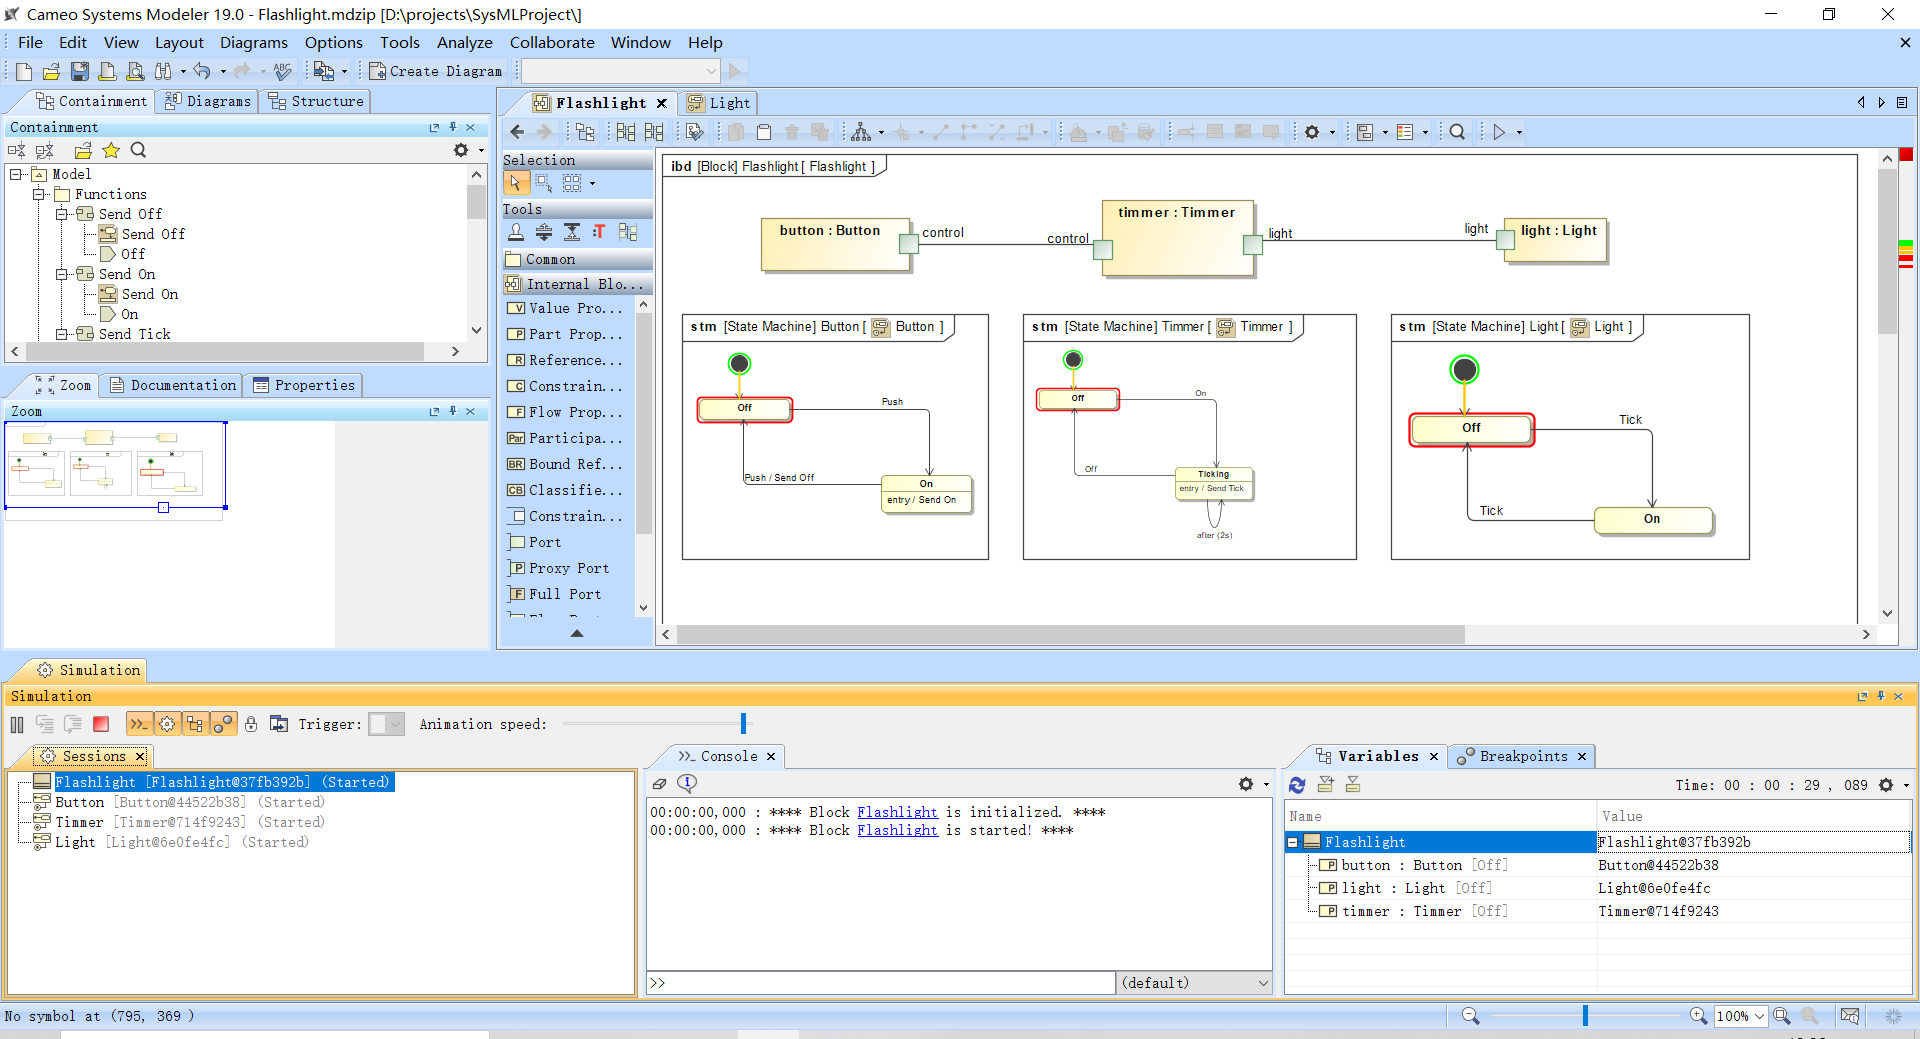 Cameo Systems Modeler 19.0 - Flashlight.mdzip [D:\projects\SysMLProject\]
File Edit View Layout Diagrams Options Tools Analyze Collaborate Window Help
Create Diagram
Containment Diagrams Structure
Containment
Model
Functions
Send Off
Send Off
Off
Send On
Send On
On
Send Tick
Zoom Documentation Properties
Zoom
Flashlight Light
Selection
Tools
Common
Internal Blo...
Value Pro...
Part Prop...
Reference...
Constrain...
Flow Prop...
Participa...
Bound Ref...
Classifie...
Constrain...
Port
Proxy Port
Full Port
ibd [Block] Flashlight [ Flashlight ]
button : Button
control
control
timmer : Timmer
light
light
light : Light
stm [State Machine] Button [ Button ]
Off
Push
Push / Send Off
On
entry / Send On
stm [State Machine] Timmer [ Timmer ]
Off
On
Off
Ticking
entry / Send Tick
after (2s)
stm [State Machine] Light [ Light ]
Off
Tick
Tick
On
Simulation
Simulation
Trigger: Animation speed:
Sessions
Flashlight [Flashlight@37fb392b] (Started)
Button [Button@44522b38] (Started)
Timmer [Timmer@714f9243] (Started)
Light [Light@6e0fe4fc] (Started)
Console
00:00:00,000 : **** Block Flashlight is initialized. ****
00:00:00,000 : **** Block Flashlight is started! ****
>>
(default)
Variables Breakpoints
Time: 00 : 00 : 29 , 089
Name Value
Flashlight Flashlight@37fb392b
button : Button [Off] Button@44522b38
light : Light [Off] Light@6e0fe4fc
timmer : Timmer [Off] Timmer@714f9243
No symbol at (795, 369 )
100%